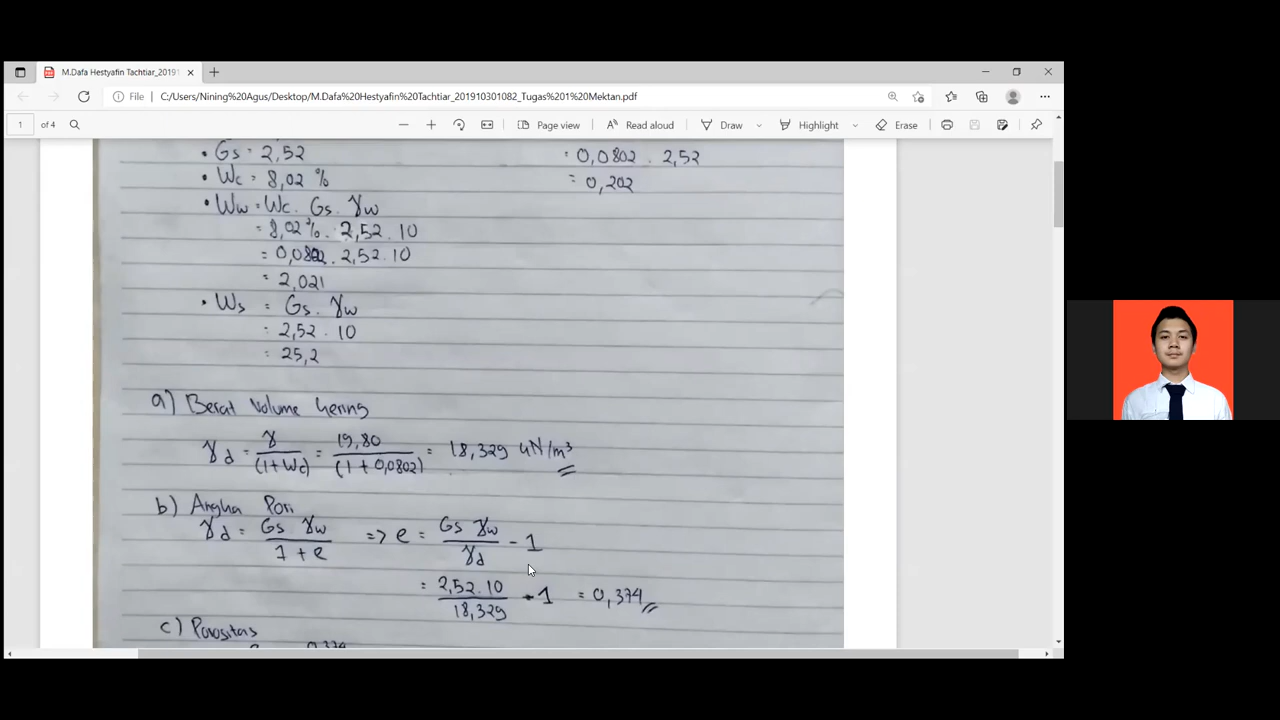 M.Dafa Hestyafin Tachtiar_20191
File C:/Users/Nining%20Agus/Desktop/M.Dafa%20Hestyafin%20Tachtiar_201910301082_Tugas%201%20Mektan.pdf
1 of 4 Page view Read aloud Draw Highlight Erase
• Gs = 2,52
= 0,0802 . 2,52
• Wc = 8,02 %
= 0,202
• Ww = Wc . Gs . γw
= 8,02% . 2,52 . 10
= 0,0802 . 2,52 . 10
= 2,021
• Ws = Gs . γw
= 2,52 . 10
= 25,2
a) Berat Volume kering
γd = γ/(1+Wc) = 19,80/(1+0,0802) = 18,329 kN/m³
b) Angka Pori
γd = Gs γw/1+e => e = Gs γw/γd - 1
= 2,52.10/18,329 - 1 = 0,374
c) Porositas